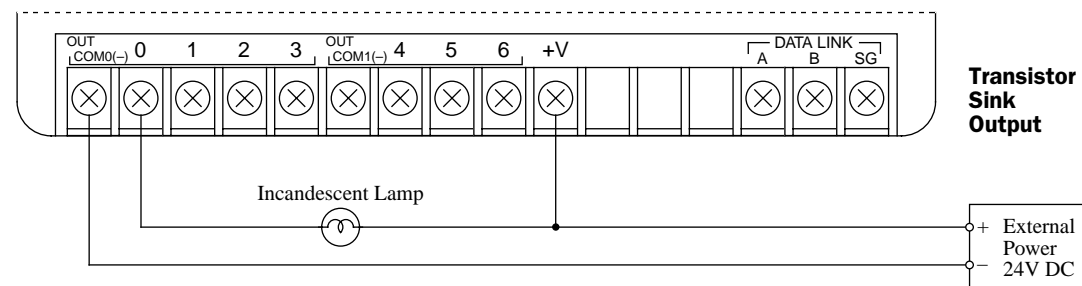 OUT OUT DATA LINK
COM0(–) 0 1 2 3 COM1(–) 4 5 6 +V A B SG
Transistor
Sink
Output
Incandescent Lamp
+ External
Power
– 24V DC